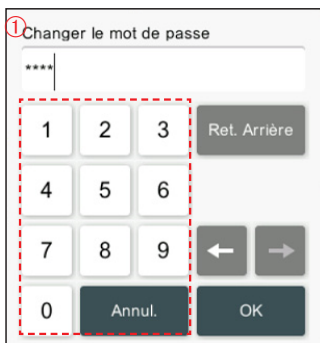 ① Changer le mot de passe
****
1 2 3 Ret. Arrière
4 5 6
7 8 9 ← →
0 Annul. OK